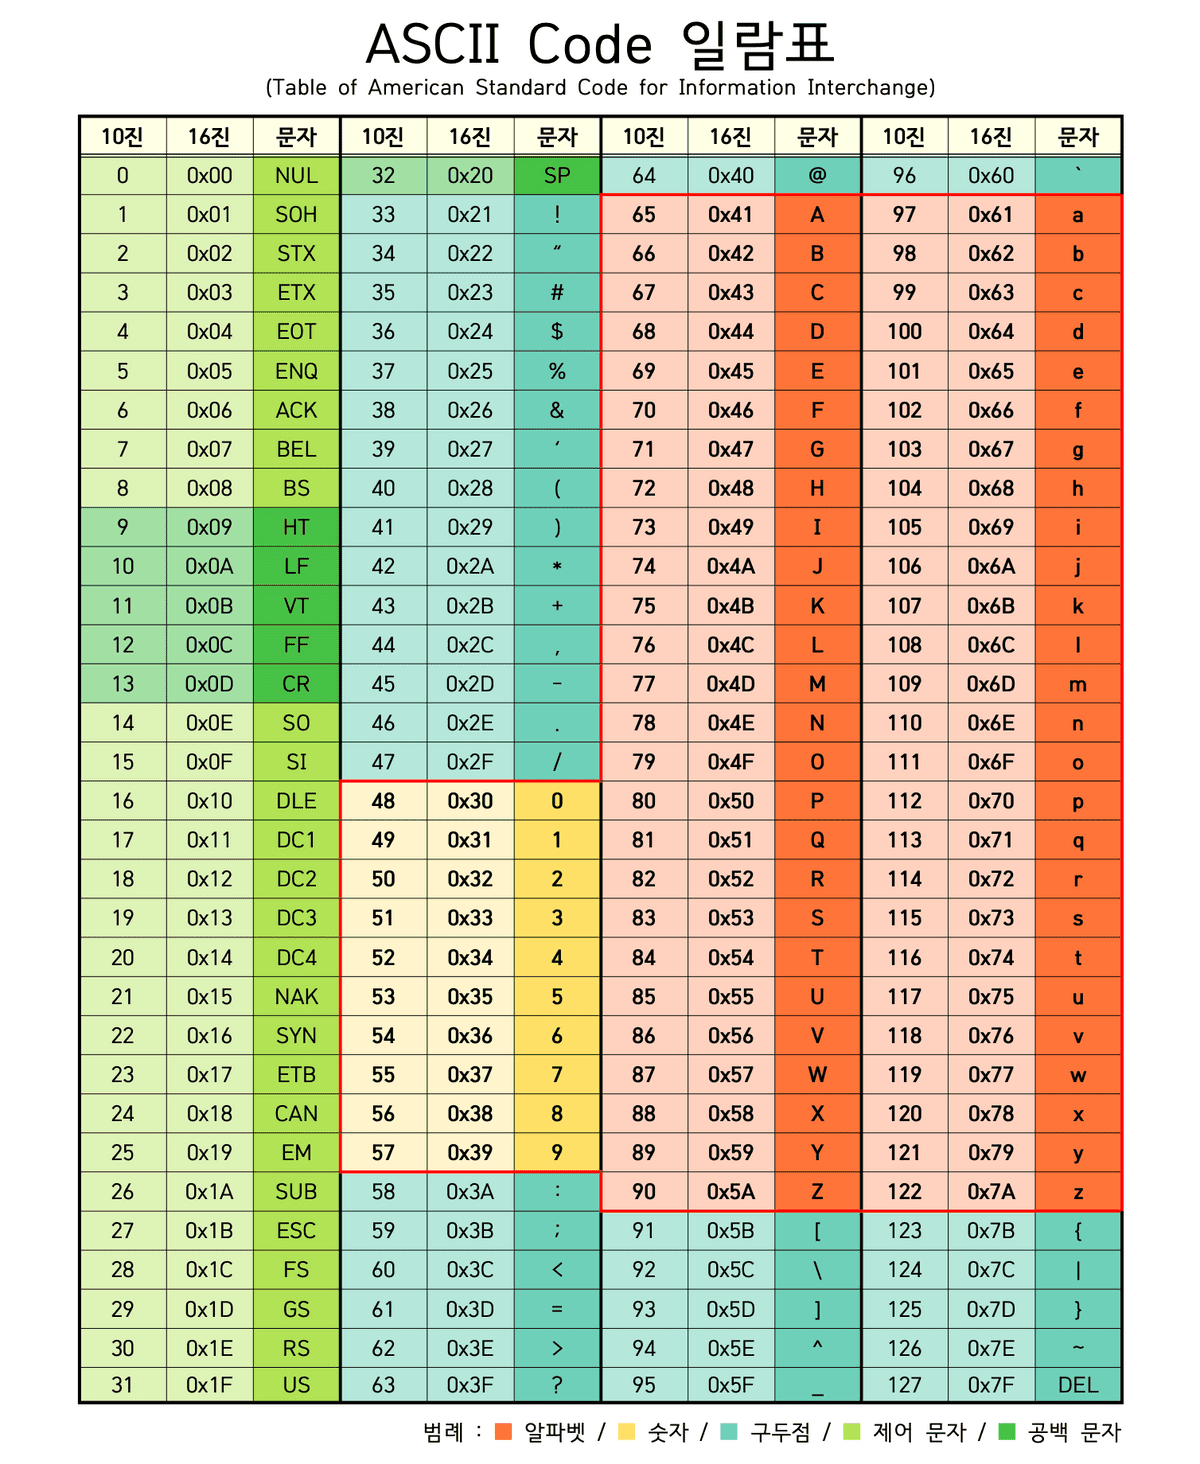 ASCII Code 일람표
(Table of American Standard Code for Information Interchange)
10진 16진 문자 10진 16진 문자 10진 16진 문자 10진 16진 문자
0 0x00 NUL 32 0x20 SP 64 0x40 @ 96 0x60 `
1 0x01 SOH 33 0x21 ! 65 0x41 A 97 0x61 a
2 0x02 STX 34 0x22 “ 66 0x42 B 98 0x62 b
3 0x03 ETX 35 0x23 # 67 0x43 C 99 0x63 c
4 0x04 EOT 36 0x24 $ 68 0x44 D 100 0x64 d
5 0x05 ENQ 37 0x25 % 69 0x45 E 101 0x65 e
6 0x06 ACK 38 0x26 & 70 0x46 F 102 0x66 f
7 0x07 BEL 39 0x27 ‘ 71 0x47 G 103 0x67 g
8 0x08 BS 40 0x28 ( 72 0x48 H 104 0x68 h
9 0x09 HT 41 0x29 ) 73 0x49 I 105 0x69 i
10 0x0A LF 42 0x2A * 74 0x4A J 106 0x6A j
11 0x0B VT 43 0x2B + 75 0x4B K 107 0x6B k
12 0x0C FF 44 0x2C , 76 0x4C L 108 0x6C l
13 0x0D CR 45 0x2D - 77 0x4D M 109 0x6D m
14 0x0E SO 46 0x2E . 78 0x4E N 110 0x6E n
15 0x0F SI 47 0x2F / 79 0x4F O 111 0x6F o
16 0x10 DLE 48 0x30 0 80 0x50 P 112 0x70 p
17 0x11 DC1 49 0x31 1 81 0x51 Q 113 0x71 q
18 0x12 DC2 50 0x32 2 82 0x52 R 114 0x72 r
19 0x13 DC3 51 0x33 3 83 0x53 S 115 0x73 s
20 0x14 DC4 52 0x34 4 84 0x54 T 116 0x74 t
21 0x15 NAK 53 0x35 5 85 0x55 U 117 0x75 u
22 0x16 SYN 54 0x36 6 86 0x56 V 118 0x76 v
23 0x17 ETB 55 0x37 7 87 0x57 W 119 0x77 w
24 0x18 CAN 56 0x38 8 88 0x58 X 120 0x78 x
25 0x19 EM 57 0x39 9 89 0x59 Y 121 0x79 y
26 0x1A SUB 58 0x3A : 90 0x5A Z 122 0x7A z
27 0x1B ESC 59 0x3B ; 91 0x5B [ 123 0x7B {
28 0x1C FS 60 0x3C < 92 0x5C \ 124 0x7C |
29 0x1D GS 61 0x3D = 93 0x5D ] 125 0x7D }
30 0x1E RS 62 0x3E > 94 0x5E ^ 126 0x7E ~
31 0x1F US 63 0x3F ? 95 0x5F _ 127 0x7F DEL
범례 : 알파벳 / 숫자 / 구두점 / 제어 문자 / 공백 문자